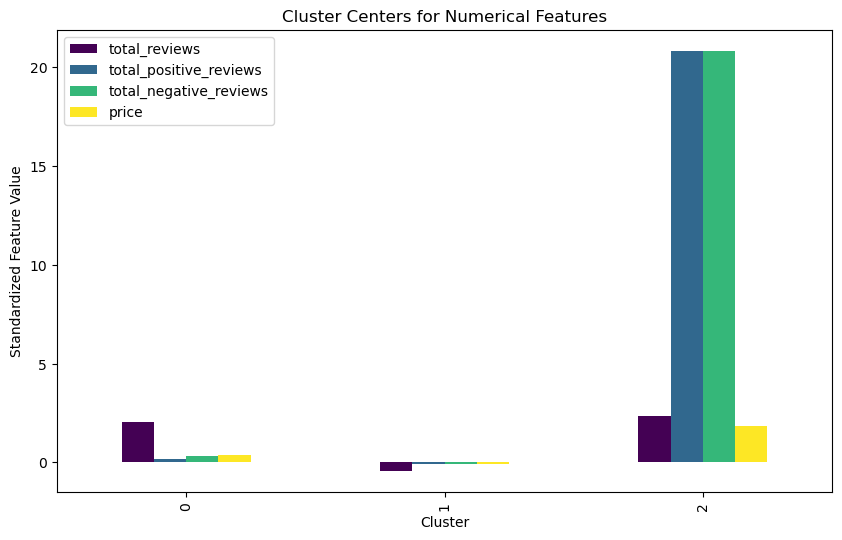 Cluster Centers for Numerical Features
total_reviews
total_positive_reviews
total_negative_reviews
price
Standardized Feature Value
20
15
10
5
0
0
1
2
Cluster